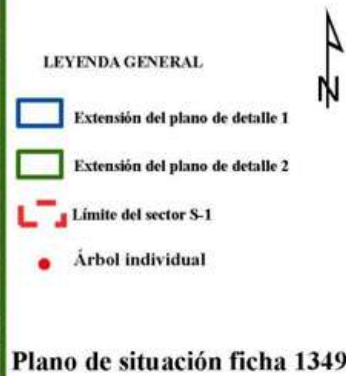 N
LEYENDA GENERAL
Extensión del plano de detalle 1
Extensión del plano de detalle 2
Límite del sector S-1
Árbol individual
Plano de situación ficha 1349